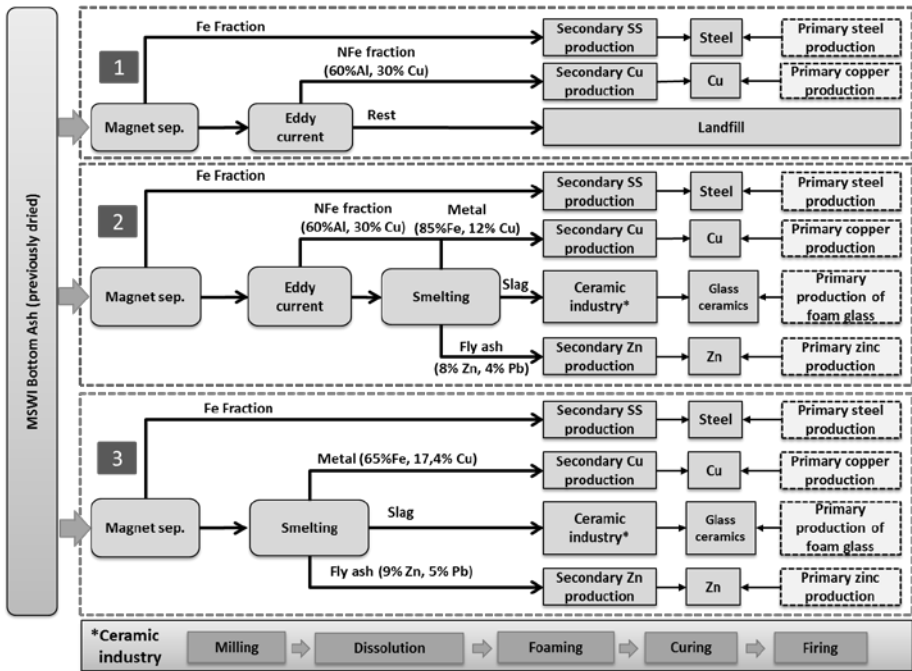 MSWI Bottom Ash (previously dried)
1
Fe Fraction
NFe fraction
(60%Al, 30% Cu)
Magnet sep.
Eddy
current
Rest
Secondary SS
production
Steel
Primary steel
production
Secondary Cu
production
Cu
Primary copper
production
Landfill
2
Fe Fraction
NFe fraction
(60%Al, 30% Cu)
Metal
(85%Fe, 12% Cu)
Magnet sep.
Eddy
current
Smelting
Slag
Fly ash
(8% Zn, 4% Pb)
Secondary SS
production
Steel
Primary steel
production
Secondary Cu
production
Cu
Primary copper
production
Ceramic
industry*
Glass
ceramics
Primary
production of
foam glass
Secondary Zn
production
Zn
Primary zinc
production
3
Fe Fraction
Metal (65%Fe, 17,4% Cu)
Magnet sep.
Smelting
Slag
Fly ash (9% Zn, 5% Pb)
Secondary SS
production
Steel
Primary steel
production
Secondary Cu
production
Cu
Primary copper
production
Ceramic
industry*
Glass
ceramics
Primary
production of
foam glass
Secondary Zn
production
Zn
Primary zinc
production
*Ceramic
industry
Milling
Dissolution
Foaming
Curing
Firing